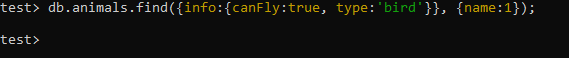 test> db.animals.find({info:{canFly:true, type:'bird'}}, {name:1});
test>